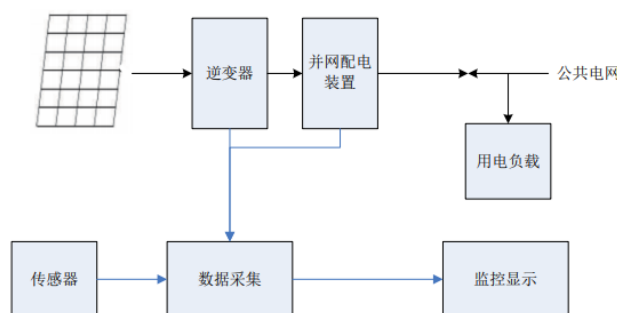 逆变器
并网配电
装置
公共电网
用电负载
传感器
数据采集
监控显示